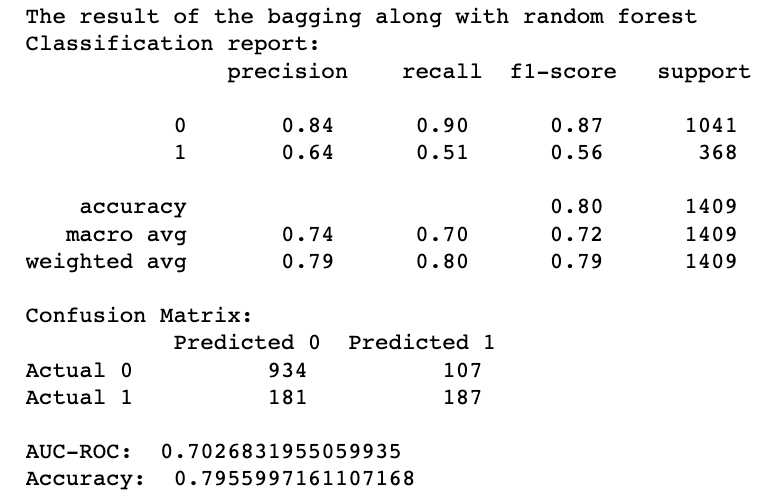 The result of the bagging along with random forest
Classification report:
precision recall f1-score support
0 0.84 0.90 0.87 1041
1 0.64 0.51 0.56 368
accuracy 0.80 1409
macro avg 0.74 0.70 0.72 1409
weighted avg 0.79 0.80 0.79 1409
Confusion Matrix:
Predicted 0 Predicted 1
Actual 0 934 107
Actual 1 181 187
AUC-ROC: 0.7026831955059935
Accuracy: 0.7955997161107168